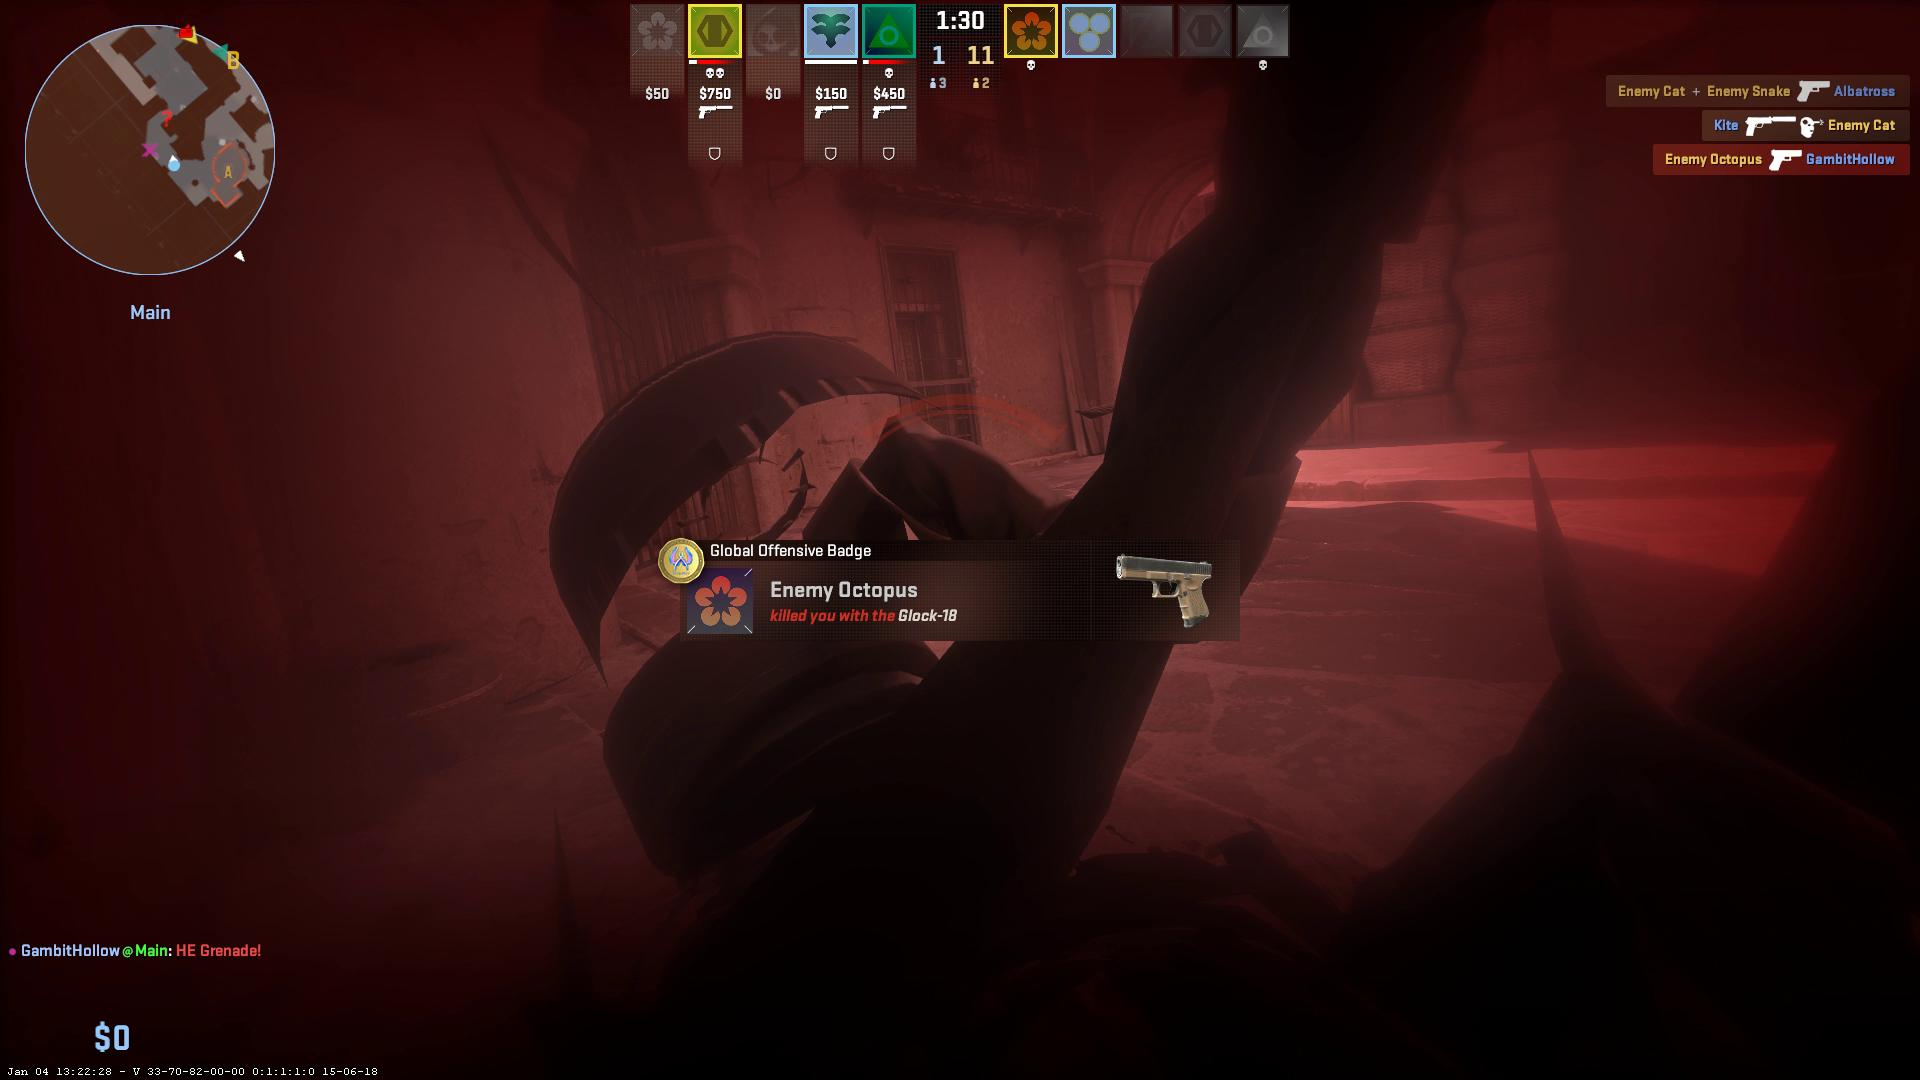 B
A
Main
$50
$750
$0
$150
$450
1:30
1 11
3 2
Enemy Cat + Enemy Snake Albatross
Kite Enemy Cat
Enemy Octopus GambitHollow
Global Offensive Badge
Enemy Octopus
killed you with the Glock-18
GambitHollow @ Main: HE Grenade!
$0
Jan 04 13:22:28 - V 33-70-82-00-00 0:1:1:1:0 15-06-18